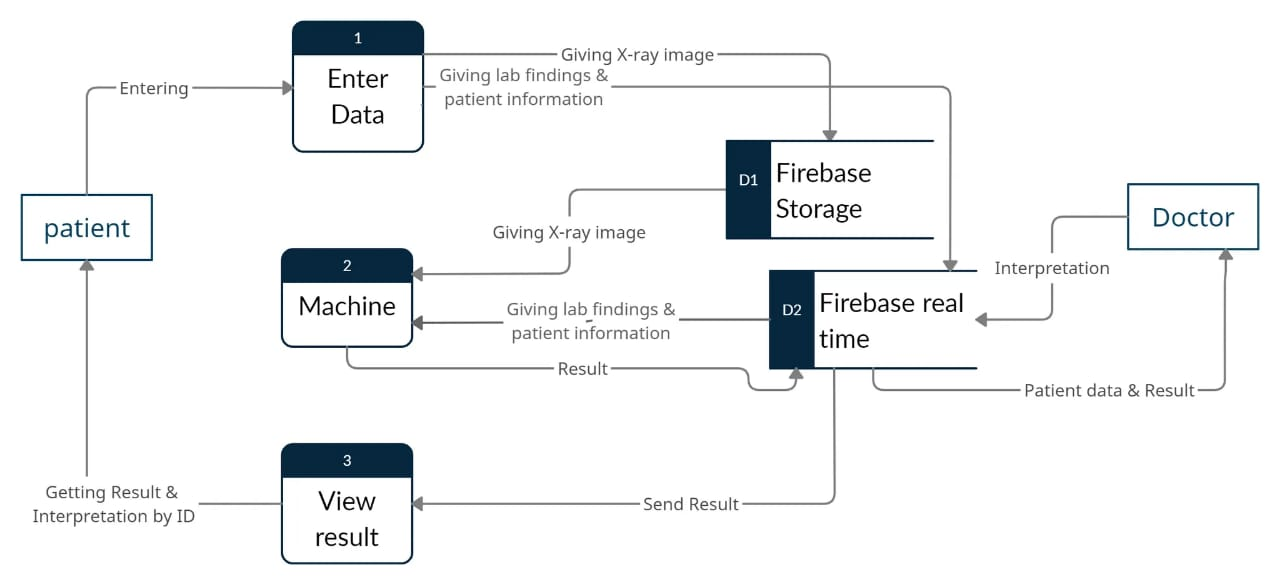 1
Enter
Data
Giving X-ray image
Giving lab findings &
patient information
Entering
D1
Firebase
Storage
patient
Doctor
Giving X-ray image
2
Machine
Interpretation
D2
Firebase real
time
Giving lab findings &
patient information
Result
Patient data & Result
3
View
result
Getting Result &
Interpretation by ID
Send Result